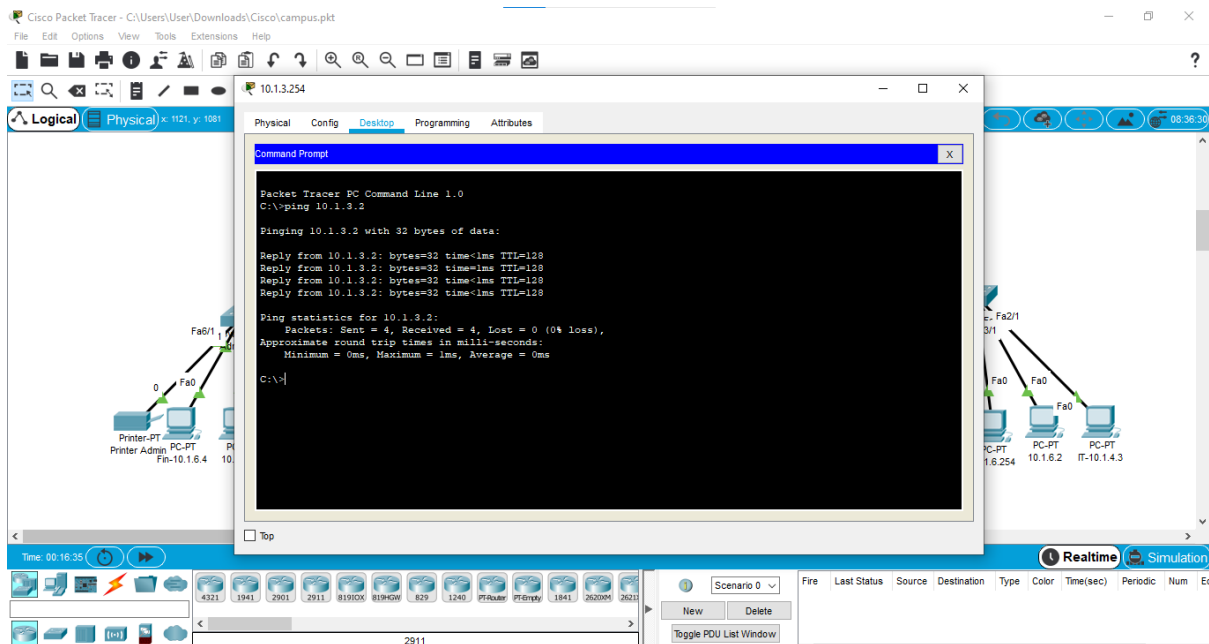 Cisco Packet Tracer - C:\Users\User\Downloads\Cisco\campus.pkt
File Edit Options View Tools Extensions Help
?
10.1.3.254
Logical Physical x: 1121, y: 1081
08:36:30
Physical Config Desktop Programming Attributes
Command Prompt
X
Packet Tracer PC Command Line 1.0
C:\>ping 10.1.3.2
Pinging 10.1.3.2 with 32 bytes of data:
Reply from 10.1.3.2: bytes=32 time<1ms TTL=128
Reply from 10.1.3.2: bytes=32 time=1ms TTL=128
Reply from 10.1.3.2: bytes=32 time<1ms TTL=128
Reply from 10.1.3.2: bytes=32 time<1ms TTL=128
Ping statistics for 10.1.3.2:
Packets: Sent = 4, Received = 4, Lost = 0 (0% loss),
Approximate round trip times in milli-seconds:
Minimum = 0ms, Maximum = 1ms, Average = 0ms
C:\>
Fa6/1
Fa2/1
3/1
0 Fa0
Fa0 Fa0
Fa0
Printer-PT
Printer Admin
PC-PT
Fin-10.1.6.4
10.
PC-PT
1.6.254
PC-PT
10.1.6.2
PC-PT
IT-10.1.4.3
Top
Time: 00:16:35
Realtime Simulation
4321 1941 2901 2911 819IOX 819HGW 829 1240 PT-Router PT-Empty 1841 2620XM
2911
Scenario 0
New Delete
Toggle PDU List Window
Fire Last Status Source Destination Type Color Time(sec) Periodic Num